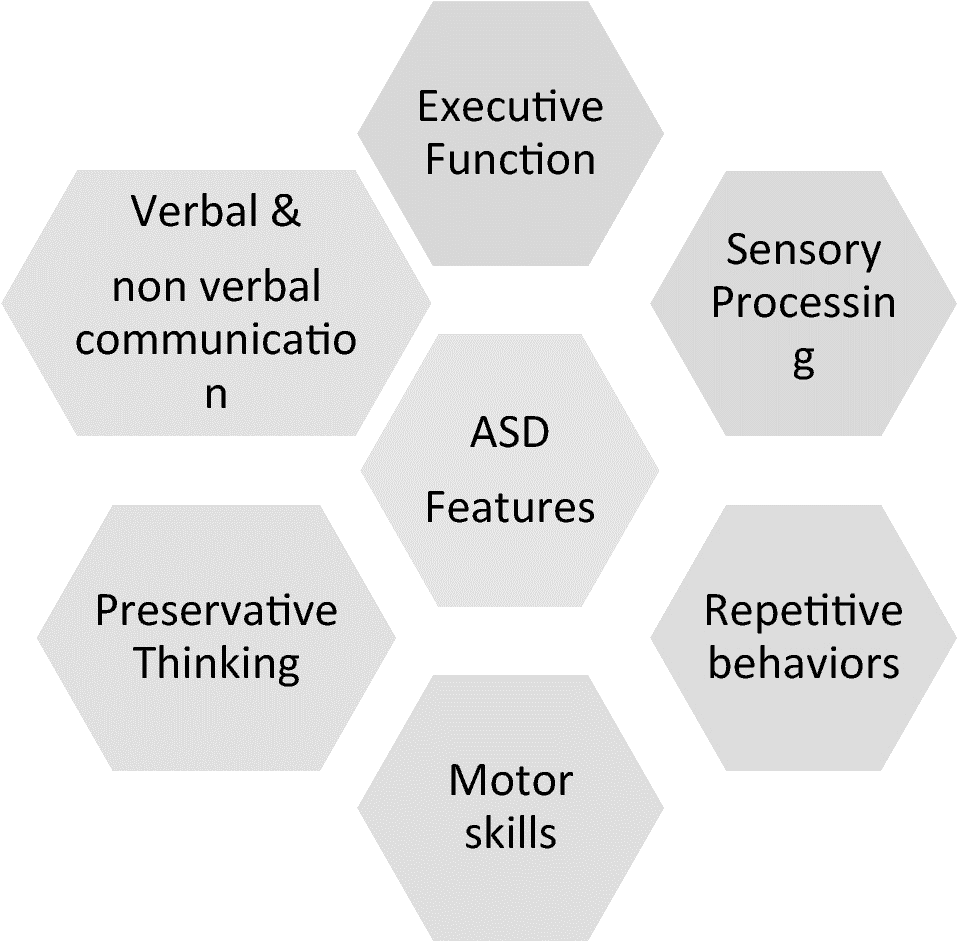 Executive
Function
Verbal &
non verbal
communicatio
n
Sensory
Processin
g
ASD
Features
Preservative
Thinking
Repetitive
behaviors
Motor
skills